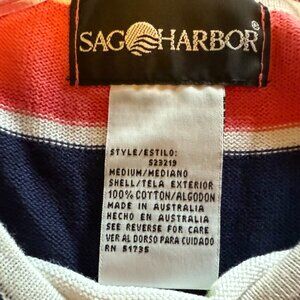 SAG HARBOR®
STYLE/ESTILO:
523219
MEDIUM/MEDIANO
SHELL/TELA EXTERIOR
100% COTTON/ALGODON
MADE IN AUSTRALIA
HECHO EN AUSTRALIA
SEE REVERSE FOR CARE
VER AL DORSO PARA CUIDADO
RN 51735